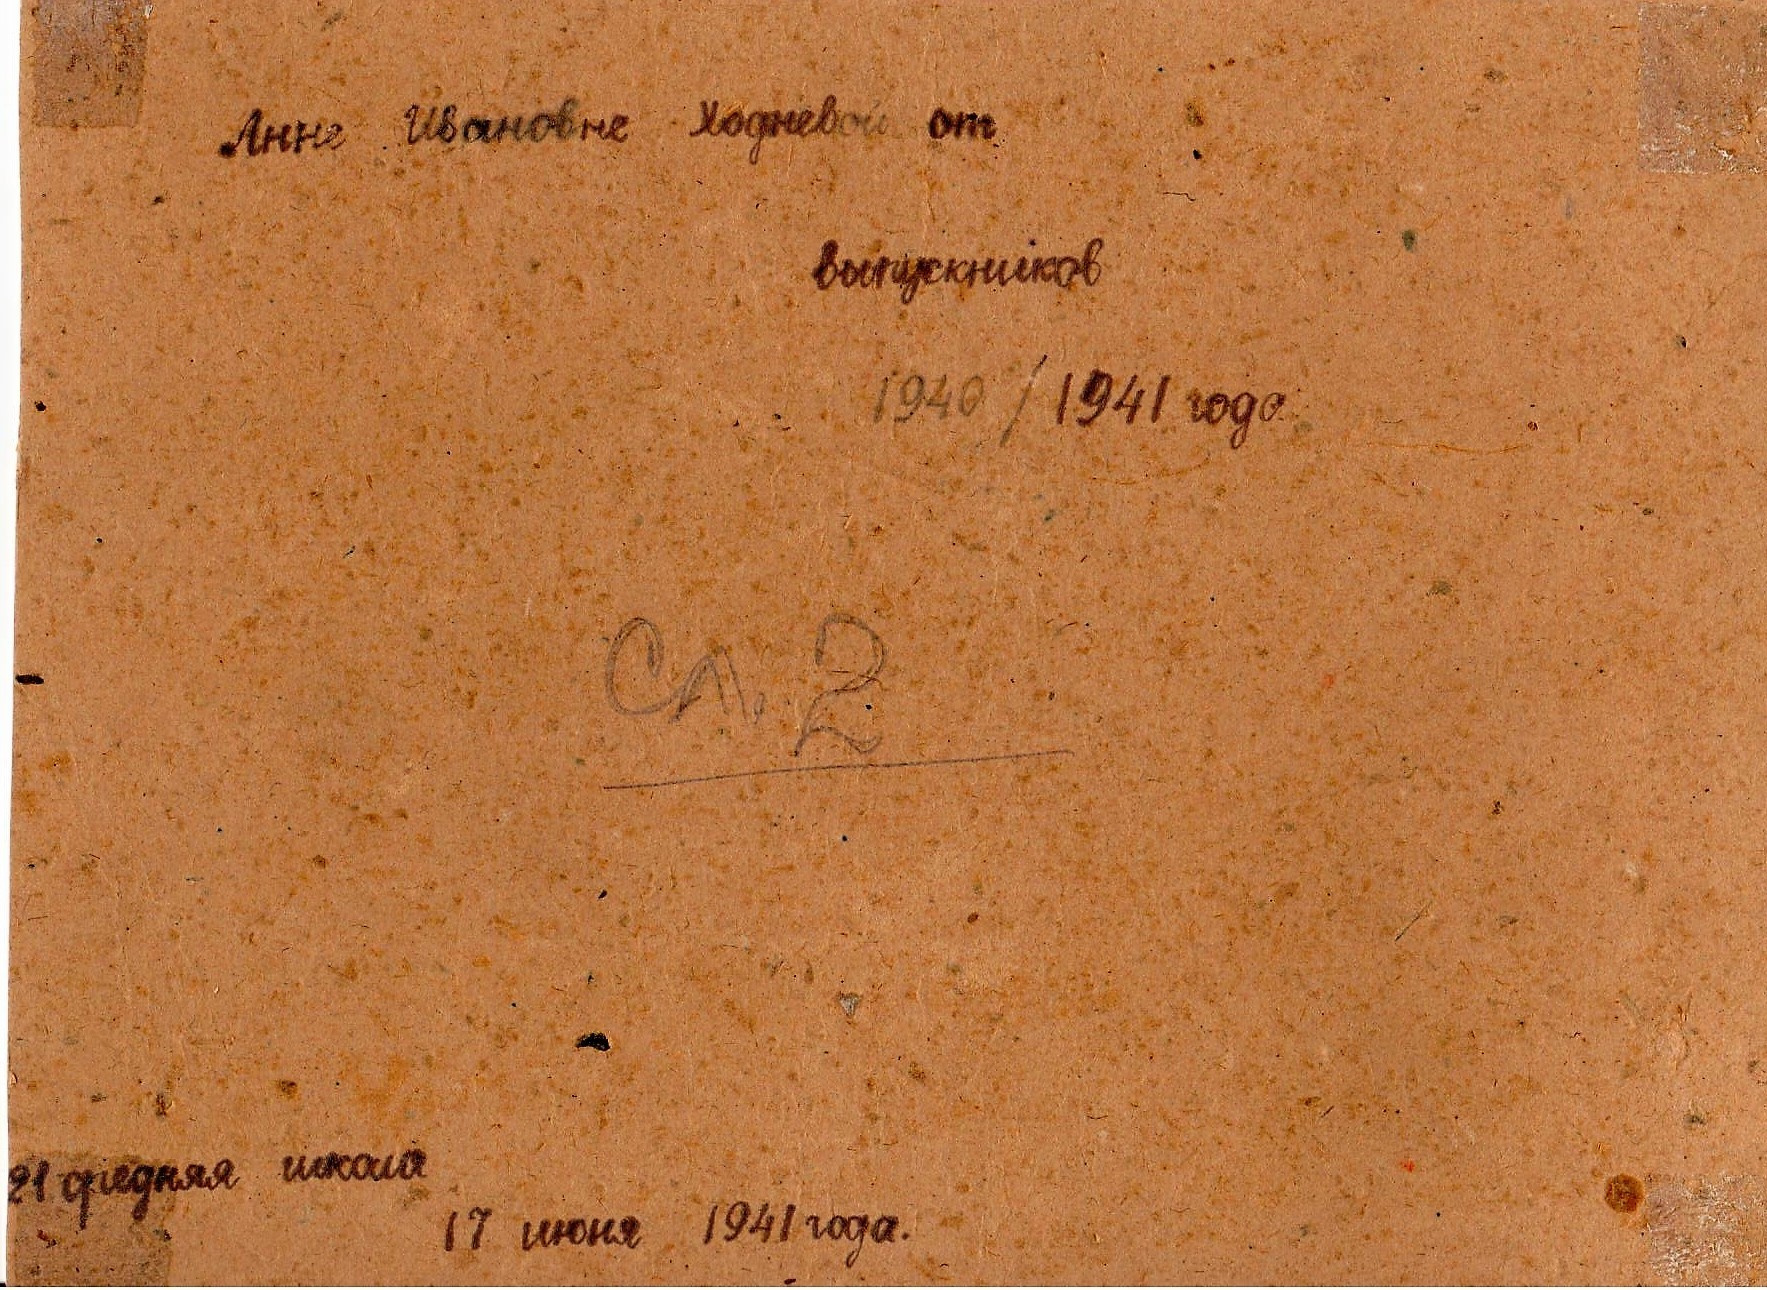 Анне Ивановне Ходневой от
выпускников
1940 / 1941 года
Сл. 2
21 средняя школа
17 июня 1941 года.